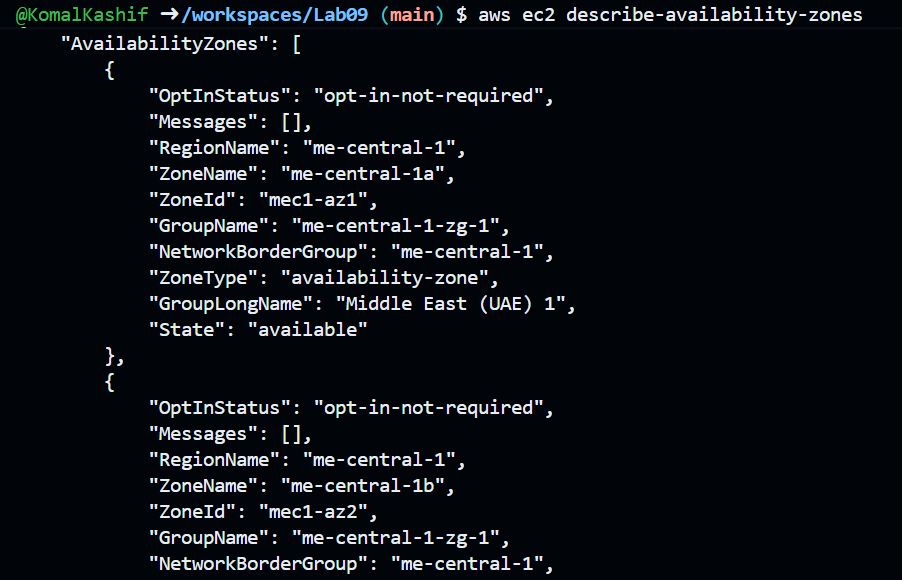 @KomalKashif ➜/workspaces/Lab09 (main) $ aws ec2 describe-availability-zones
    "AvailabilityZones": [
        {
            "OptInStatus": "opt-in-not-required",
            "Messages": [],
            "RegionName": "me-central-1",
            "ZoneName": "me-central-1a",
            "ZoneId": "mec1-az1",
            "GroupName": "me-central-1-zg-1",
            "NetworkBorderGroup": "me-central-1",
            "ZoneType": "availability-zone",
            "GroupLongName": "Middle East (UAE) 1",
            "State": "available"
        },
        {
            "OptInStatus": "opt-in-not-required",
            "Messages": [],
            "RegionName": "me-central-1",
            "ZoneName": "me-central-1b",
            "ZoneId": "mec1-az2",
            "GroupName": "me-central-1-zg-1",
            "NetworkBorderGroup": "me-central-1",